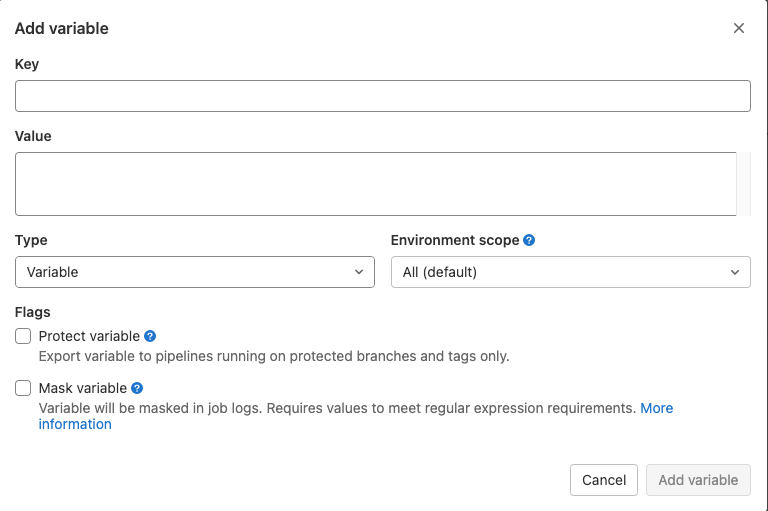 Add variable
Key
Value
Type
Environment scope ?
Variable
All (default)
Flags
Protect variable ?
Export variable to pipelines running on protected branches and tags only.
Mask variable ?
Variable will be masked in job logs. Requires values to meet regular expression requirements. More
information
Cancel
Add variable